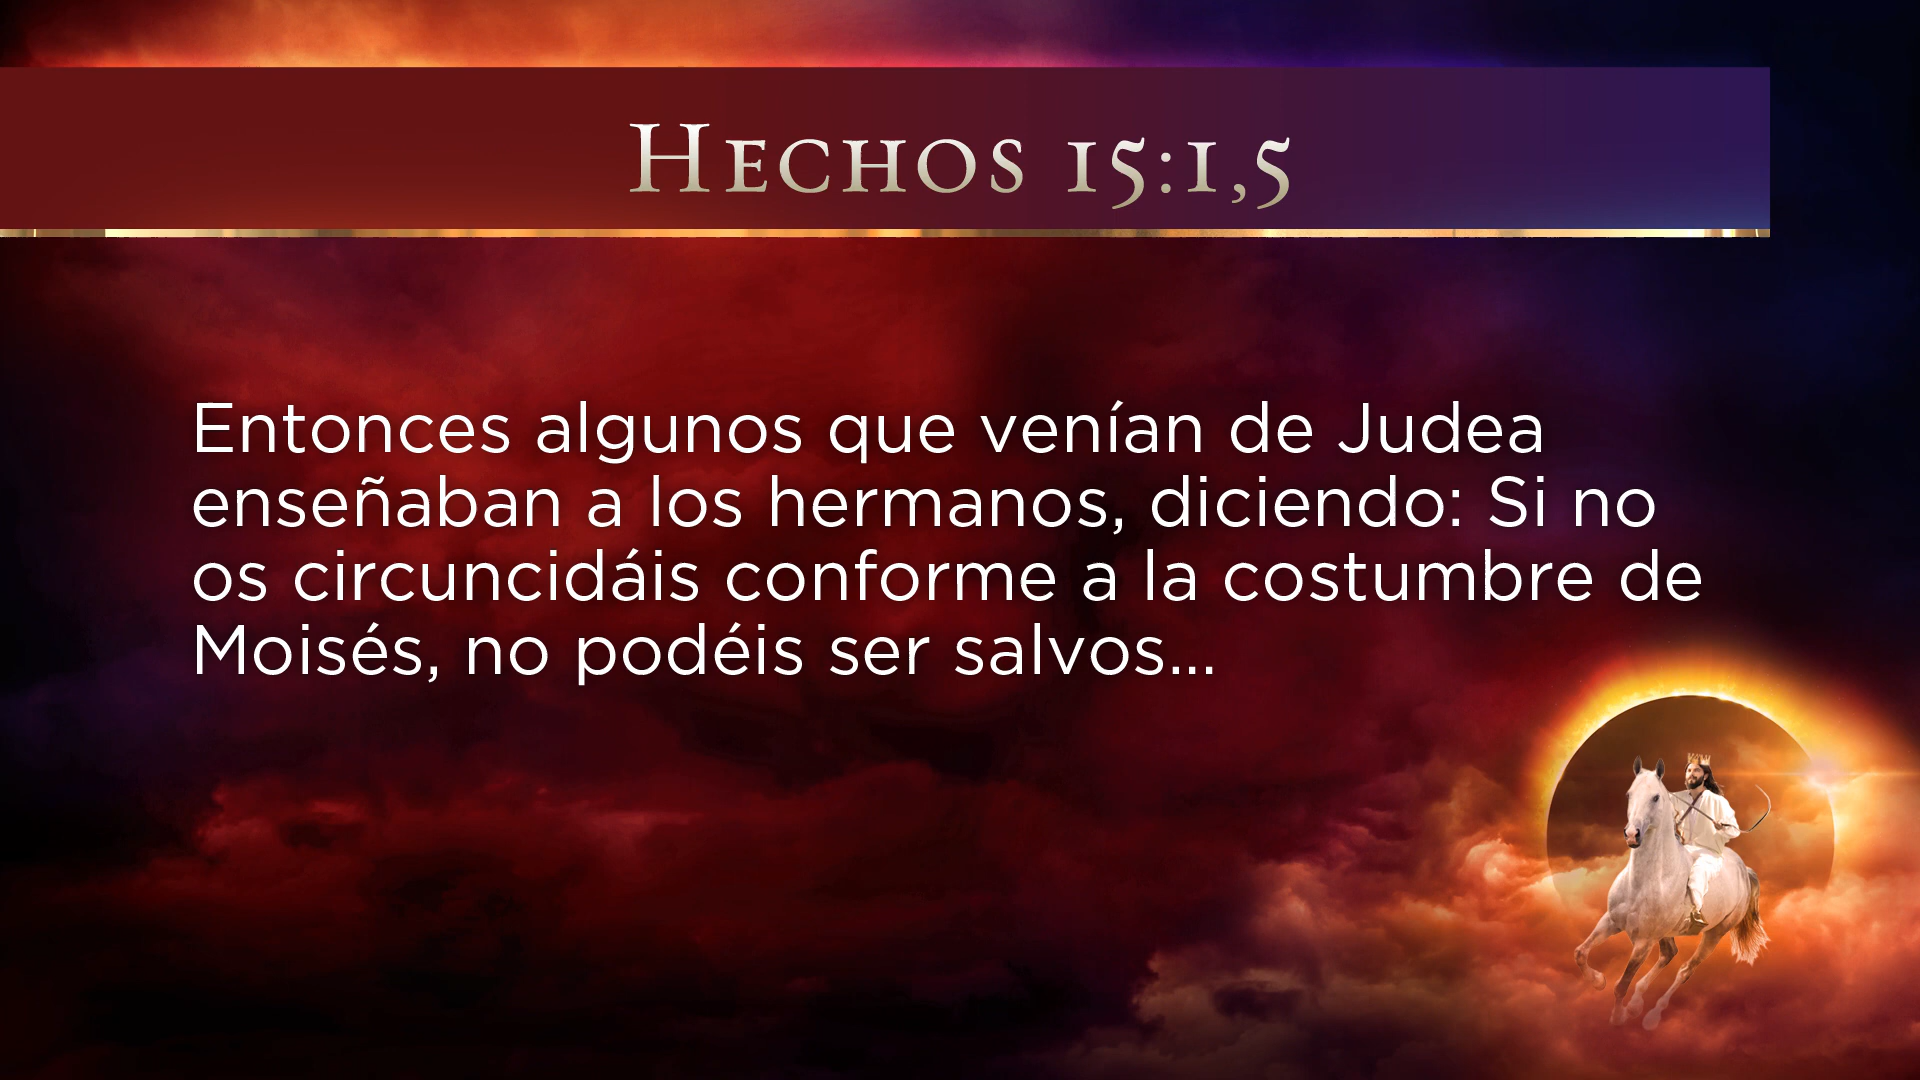 Hechos 15:1,5
Entonces algunos que venían de Judea
enseñaban a los hermanos, diciendo: Si no
os circuncidáis conforme a la costumbre de
Moisés, no podéis ser salvos...